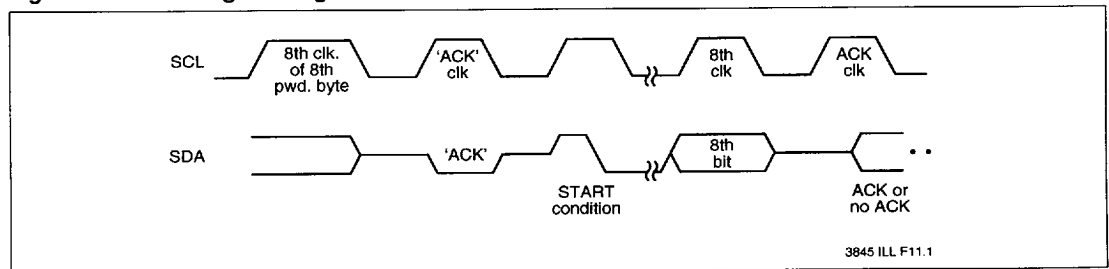 SCL
8th clk.
of 8th
pwd. byte
'ACK'
clk
8th
clk
ACK
clk
SDA
'ACK'
START
condition
8th
bit
ACK or
no ACK
3845 ILL F11.1